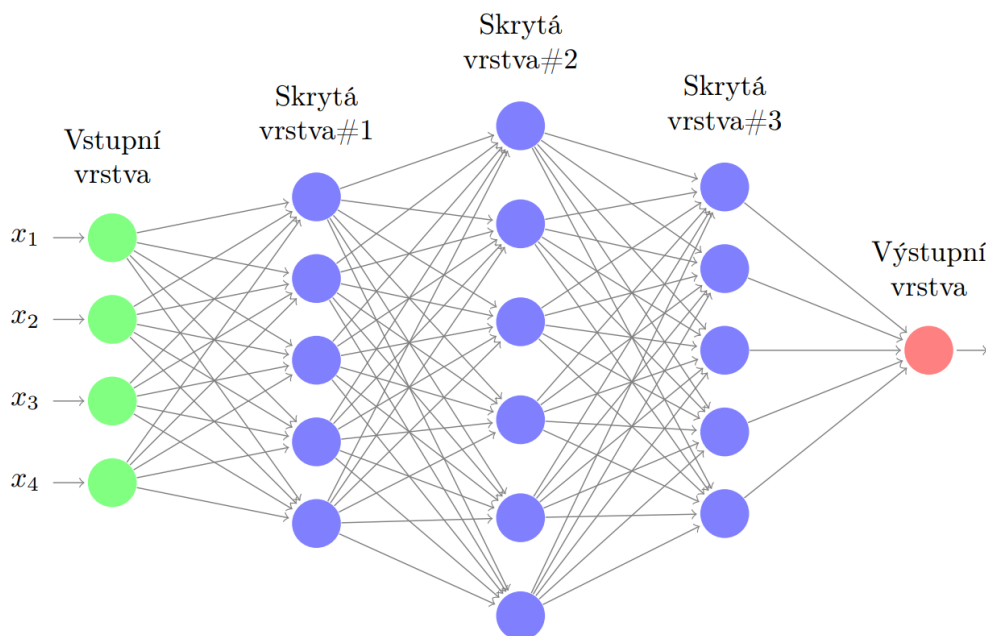 Skrytá
vrstva#2
Skrytá
vrstva#1
Skrytá
vrstva#3
Vstupní
vrstva
Výstupní
vrstva
x1
x2
x3
x4